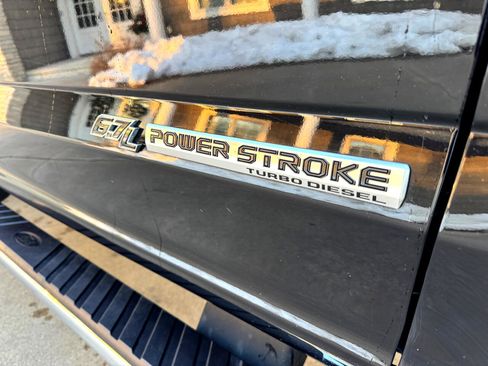 6.7L POWER STROKE
TURBO DIESEL